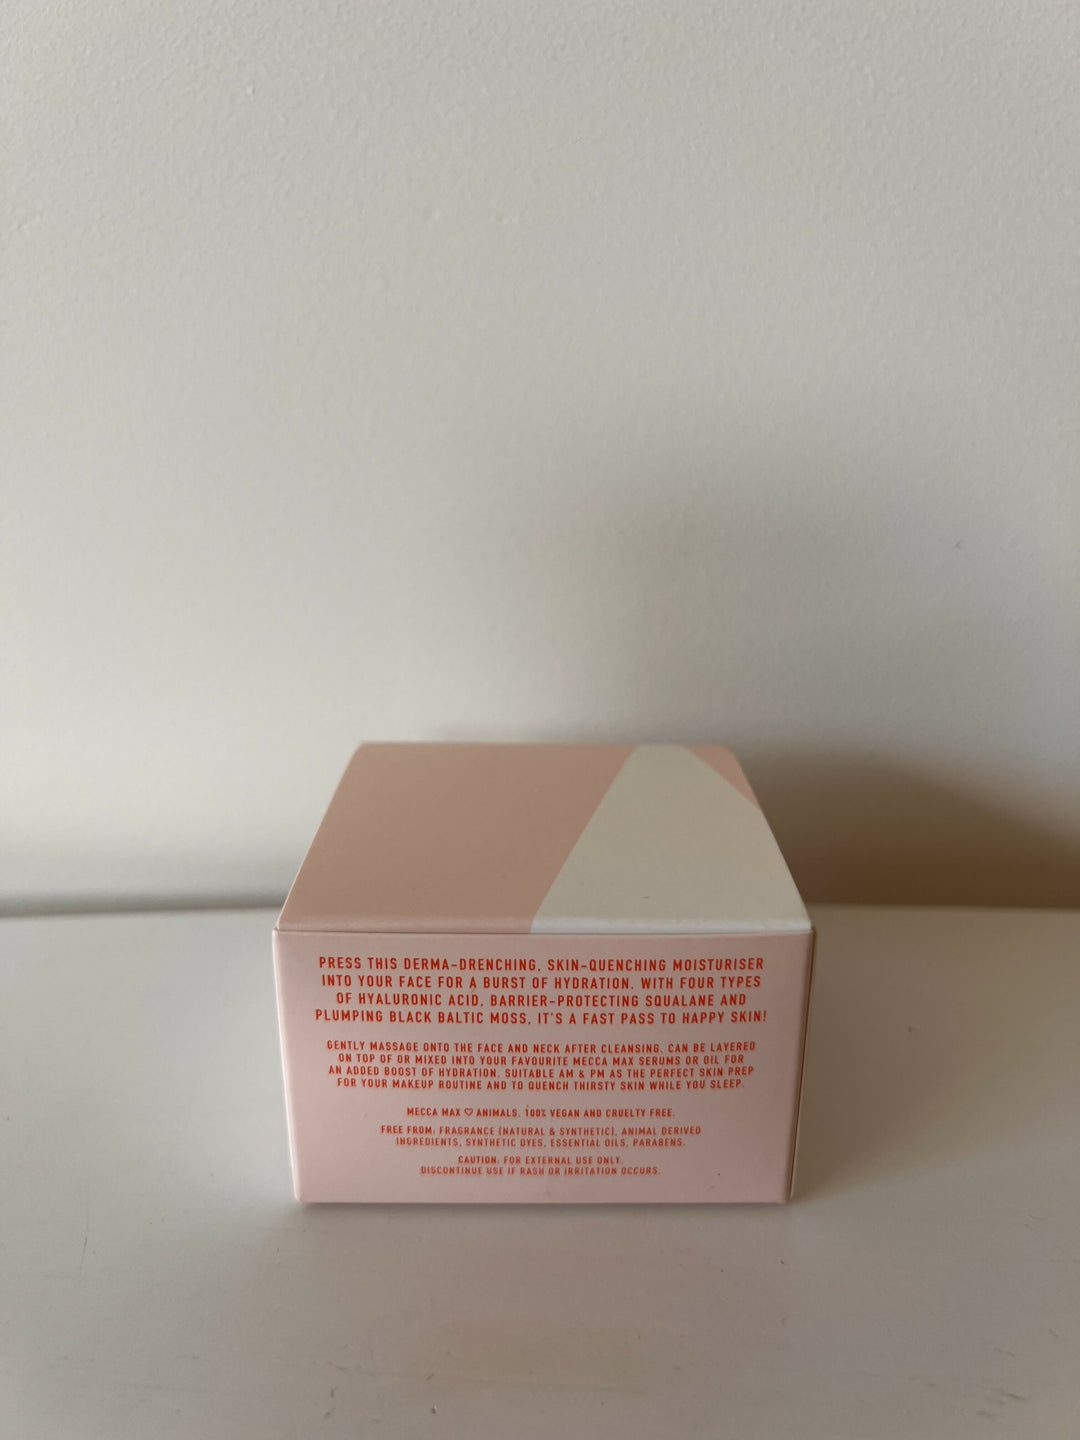 PRESS THIS DERMA-DRENCHING, SKIN-QUENCHING MOISTURISER
INTO YOUR FACE FOR A BURST OF HYDRATION. WITH FOUR TYPES
OF HYALURONIC ACID, BARRIER-PROTECTING SQUALANE AND
PLUMPING BLACK BALTIC MOSS, IT'S A FAST PASS TO HAPPY SKIN!
GENTLY MASSAGE ONTO THE FACE AND NECK AFTER CLEANSING. CAN BE LAYERED
ON TOP OF OR MIXED INTO YOUR FAVOURITE MECCA MAX SERUMS OR OIL FOR
AN ADDED BOOST OF HYDRATION. SUITABLE AM & PM AS THE PERFECT SKIN PREP
FOR YOUR MAKEUP ROUTINE AND TO QUENCH THIRSTY SKIN WHILE YOU SLEEP.
MECCA MAX ♡ ANIMALS. 100% VEGAN AND CRUELTY FREE.
FREE FROM: FRAGRANCE (NATURAL & SYNTHETIC), ANIMAL DERIVED
INGREDIENTS, SYNTHETIC DYES, ESSENTIAL OILS, PARABENS.
CAUTION: FOR EXTERNAL USE ONLY.
DISCONTINUE USE IF RASH OR IRRITATION OCCURS.